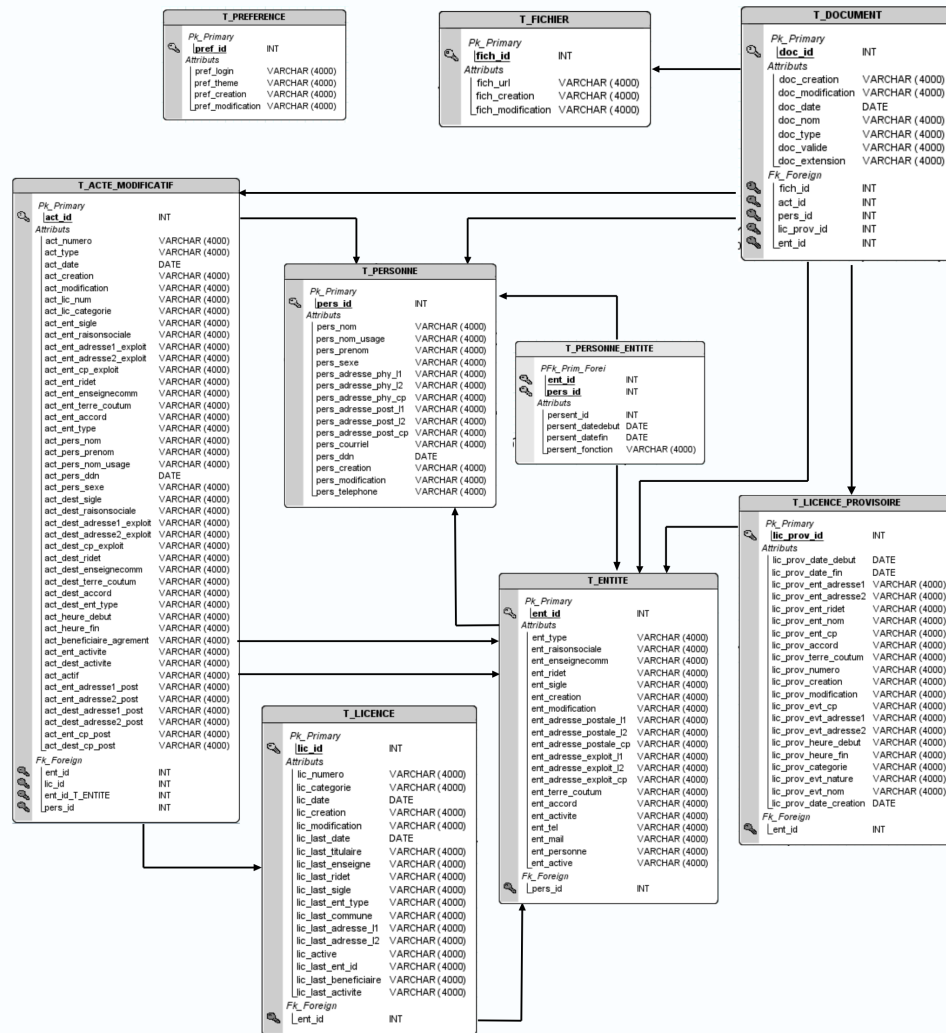 T_PREFERENCE
Pk_Primary
pref_id INT
Attributs
pref_login VARCHAR (4000)
pref_theme VARCHAR (4000)
pref_creation VARCHAR (4000)
pref_modification VARCHAR (4000)
T_FICHIER
Pk_Primary
fich_id INT
Attributs
fich_url VARCHAR (4000)
fich_creation VARCHAR (4000)
fich_modification VARCHAR (4000)
T_DOCUMENT
Pk_Primary
doc_id INT
Attributs
doc_creation VARCHAR (4000)
doc_modification VARCHAR (4000)
doc_date DATE
doc_nom VARCHAR (4000)
doc_type VARCHAR (4000)
doc_valide VARCHAR (4000)
doc_extension VARCHAR (4000)
Fk_Foreign
fich_id INT
act_id INT
pers_id INT
lic_prov_id INT
ent_id INT
T_ACTE_MODIFICATIF
Pk_Primary
act_id INT
Attributs
act_numero VARCHAR (4000)
act_type VARCHAR (4000)
act_date DATE
act_creation VARCHAR (4000)
act_modification VARCHAR (4000)
act_lic_num VARCHAR (4000)
act_lic_categorie VARCHAR (4000)
act_ent_sigle VARCHAR (4000)
act_ent_raisonsociale VARCHAR (4000)
act_ent_adresse1_exploit VARCHAR (4000)
act_ent_adresse2_exploit VARCHAR (4000)
act_ent_cp_exploit VARCHAR (4000)
act_ent_ridet VARCHAR (4000)
act_ent_enseignecomm VARCHAR (4000)
act_ent_terre_coutum VARCHAR (4000)
act_ent_accord VARCHAR (4000)
act_ent_type VARCHAR (4000)
act_pers_nom VARCHAR (4000)
act_pers_prenom VARCHAR (4000)
act_pers_nom_usage VARCHAR (4000)
act_pers_ddn DATE
act_pers_sexe VARCHAR (4000)
act_dest_sigle VARCHAR (4000)
act_dest_raisonsociale VARCHAR (4000)
act_dest_adresse1_exploit VARCHAR (4000)
act_dest_adresse2_exploit VARCHAR (4000)
act_dest_cp_exploit VARCHAR (4000)
act_dest_ridet VARCHAR (4000)
act_dest_enseignecomm VARCHAR (4000)
act_dest_terre_coutum VARCHAR (4000)
act_dest_accord VARCHAR (4000)
act_dest_ent_type VARCHAR (4000)
act_heure_debut VARCHAR (4000)
act_heure_fin VARCHAR (4000)
act_beneficiaire_agrement VARCHAR (4000)
act_ent_activite VARCHAR (4000)
act_dest_activite VARCHAR (4000)
act_actif VARCHAR (4000)
act_ent_adresse1_post VARCHAR (4000)
act_ent_adresse2_post VARCHAR (4000)
act_dest_adresse1_post VARCHAR (4000)
act_dest_adresse2_post VARCHAR (4000)
act_ent_cp_post VARCHAR (4000)
act_dest_cp_post VARCHAR (4000)
Fk_Foreign
ent_id INT
lic_id INT
ent_id_T_ENTITE INT
pers_id INT
T_PERSONNE
Pk_Primary
pers_id INT
Attributs
pers_nom VARCHAR (4000)
pers_nom_usage VARCHAR (4000)
pers_prenom VARCHAR (4000)
pers_sexe VARCHAR (4000)
pers_adresse_phy_l1 VARCHAR (4000)
pers_adresse_phy_l2 VARCHAR (4000)
pers_adresse_phy_cp VARCHAR (4000)
pers_adresse_post_l1 VARCHAR (4000)
pers_adresse_post_l2 VARCHAR (4000)
pers_adresse_post_cp VARCHAR (4000)
pers_courriel VARCHAR (4000)
pers_ddn DATE
pers_creation VARCHAR (4000)
pers_modification VARCHAR (4000)
pers_telephone VARCHAR (4000)
T_PERSONNE_ENTITE
PFk_Prim_Forei
ent_id INT
pers_id INT
Attributs
persent_id INT
persent_datedebut DATE
persent_datefin DATE
persent_fonction VARCHAR (4000)
T_LICENCE_PROVISOIRE
Pk_Primary
lic_prov_id INT
Attributs
lic_prov_date_debut DATE
lic_prov_date_fin DATE
lic_prov_ent_adresse1 VARCHAR (4000)
lic_prov_ent_adresse2 VARCHAR (4000)
lic_prov_ent_ridet VARCHAR (4000)
lic_prov_ent_nom VARCHAR (4000)
lic_prov_ent_cp VARCHAR (4000)
lic_prov_accord VARCHAR (4000)
lic_prov_terre_coutum VARCHAR (4000)
lic_prov_numero VARCHAR (4000)
lic_prov_creation VARCHAR (4000)
lic_prov_modification VARCHAR (4000)
lic_prov_evt_cp VARCHAR (4000)
lic_prov_evt_adresse1 VARCHAR (4000)
lic_prov_evt_adresse2 VARCHAR (4000)
lic_prov_heure_debut VARCHAR (4000)
lic_prov_heure_fin VARCHAR (4000)
lic_prov_categorie VARCHAR (4000)
lic_prov_evt_nature VARCHAR (4000)
lic_prov_evt_nom VARCHAR (4000)
lic_prov_date_creation DATE
Fk_Foreign
ent_id INT
T_ENTITE
Pk_Primary
ent_id INT
Attributs
ent_type VARCHAR (4000)
ent_raisonsociale VARCHAR (4000)
ent_enseignecomm VARCHAR (4000)
ent_ridet VARCHAR (4000)
ent_sigle VARCHAR (4000)
ent_creation VARCHAR (4000)
ent_modification VARCHAR (4000)
ent_adresse_postale_l1 VARCHAR (4000)
ent_adresse_postale_l2 VARCHAR (4000)
ent_adresse_postale_cp VARCHAR (4000)
ent_adresse_exploit_l1 VARCHAR (4000)
ent_adresse_exploit_l2 VARCHAR (4000)
ent_adresse_exploit_cp VARCHAR (4000)
ent_terre_coutum VARCHAR (4000)
ent_accord VARCHAR (4000)
ent_activite VARCHAR (4000)
ent_tel VARCHAR (4000)
ent_mail VARCHAR (4000)
ent_personne VARCHAR (4000)
ent_active VARCHAR (4000)
Fk_Foreign
pers_id INT
T_LICENCE
Pk_Primary
lic_id INT
Attributs
lic_numero VARCHAR (4000)
lic_categorie VARCHAR (4000)
lic_date DATE
lic_creation VARCHAR (4000)
lic_modification VARCHAR (4000)
lic_last_date DATE
lic_last_titulaire VARCHAR (4000)
lic_last_enseigne VARCHAR (4000)
lic_last_ridet VARCHAR (4000)
lic_last_sigle VARCHAR (4000)
lic_last_ent_type VARCHAR (4000)
lic_last_commune VARCHAR (4000)
lic_last_adresse_l1 VARCHAR (4000)
lic_last_adresse_l2 VARCHAR (4000)
lic_active VARCHAR (4000)
lic_last_ent_id VARCHAR (4000)
lic_last_beneficiaire VARCHAR (4000)
lic_last_activite VARCHAR (4000)
Fk_Foreign
ent_id INT